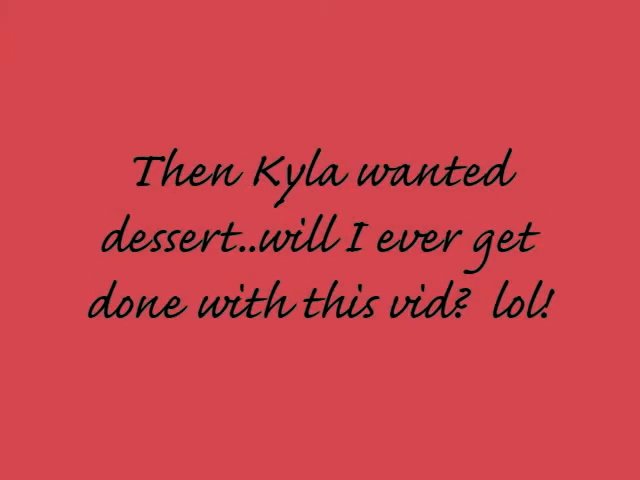 Then Kyla wanted
dessert..will I ever get
done with this vid?  lol!